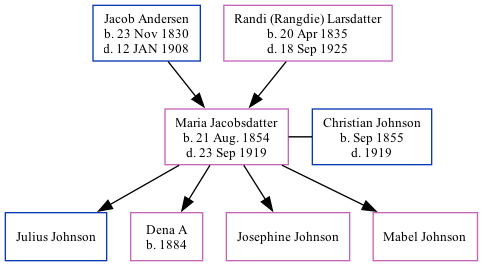 Jacob Andersen
b. 23 Nov 1830
d. 12 JAN 1908
Randi (Rangdie) Larsdatter
b. 20 Apr 1835
d. 18 Sep 1925
Maria Jacobsdatter
b. 21 Aug. 1854
d. 23 Sep 1919
Christian Johnson
b. Sep 1855
d. 1919
Julius Johnson
Dena A
b. 1884
Josephine Johnson
Mabel Johnson